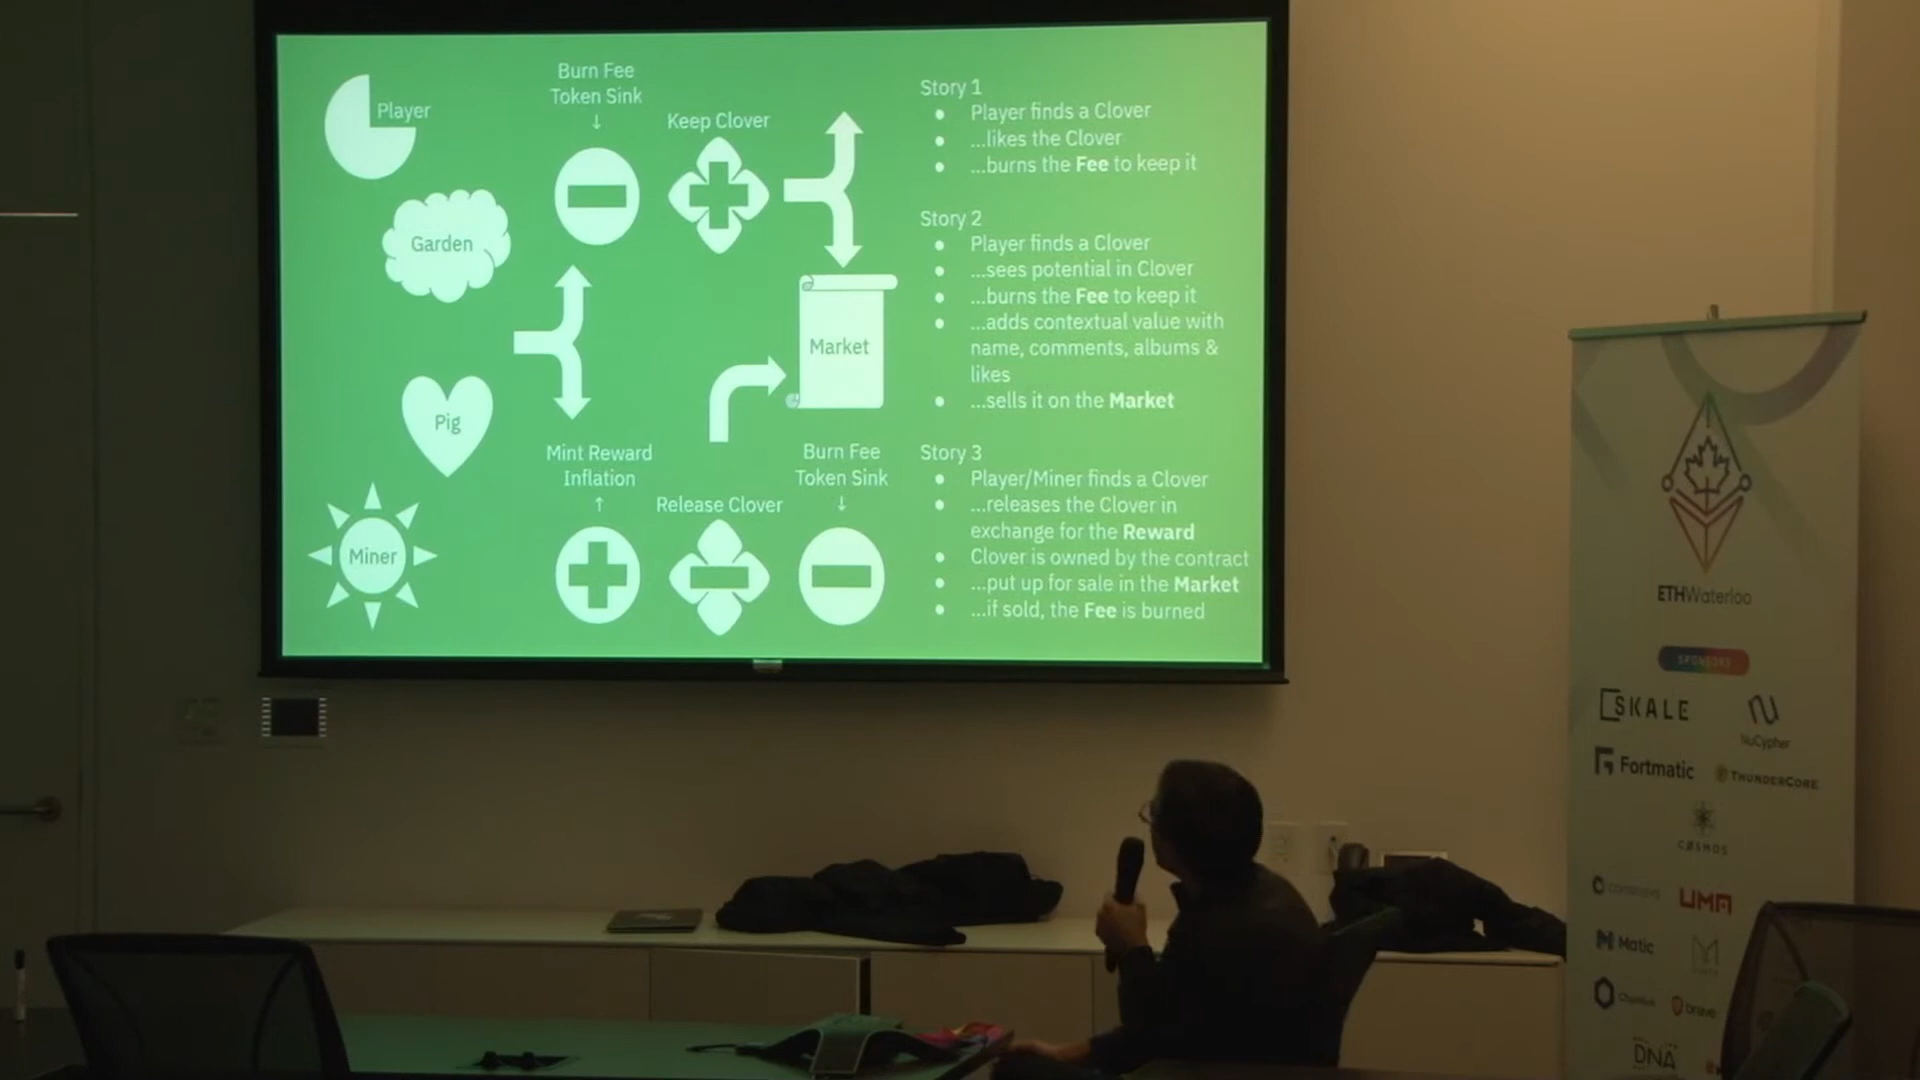 Player
Garden
Pig
Miner
Burn Fee
Token Sink
↓
Keep Clover
Market
Mint Reward
Inflation
↑
Release Clover
Burn Fee
Token Sink
↓
Story 1
● Player finds a Clover
● ...likes the Clover
● ...burns the Fee to keep it
Story 2
● Player finds a Clover
● ...sees potential in Clover
● ...burns the Fee to keep it
● ...adds contextual value with
name, comments, albums &
likes
● ...sells it on the Market
Story 3
● Player/Miner finds a Clover
● ...releases the Clover in
exchange for the Reward
● Clover is owned by the contract
● ...put up for sale in the Market
● ...if sold, the Fee is burned
ETHWaterloo
SPONSORS
SKALE
NuCypher
Fortmatic
THUNDERCORE
COSMOS
UMA
Matic
brave
DNA